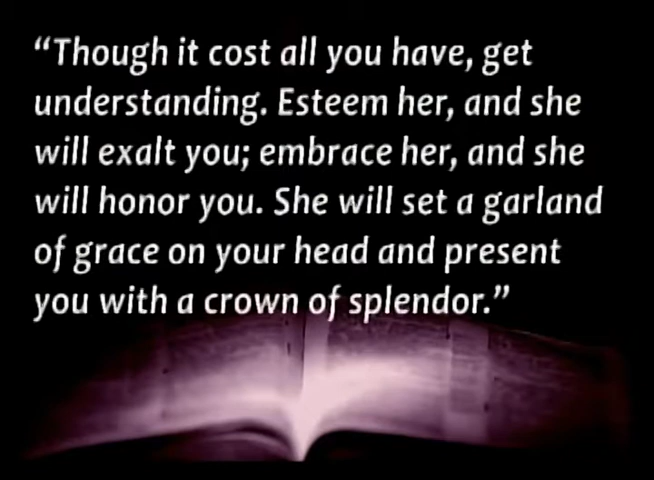 “Though it cost all you have, get
understanding. Esteem her, and she
will exalt you; embrace her, and she
will honor you. She will set a garland
of grace on your head and present
you with a crown of splendor.”